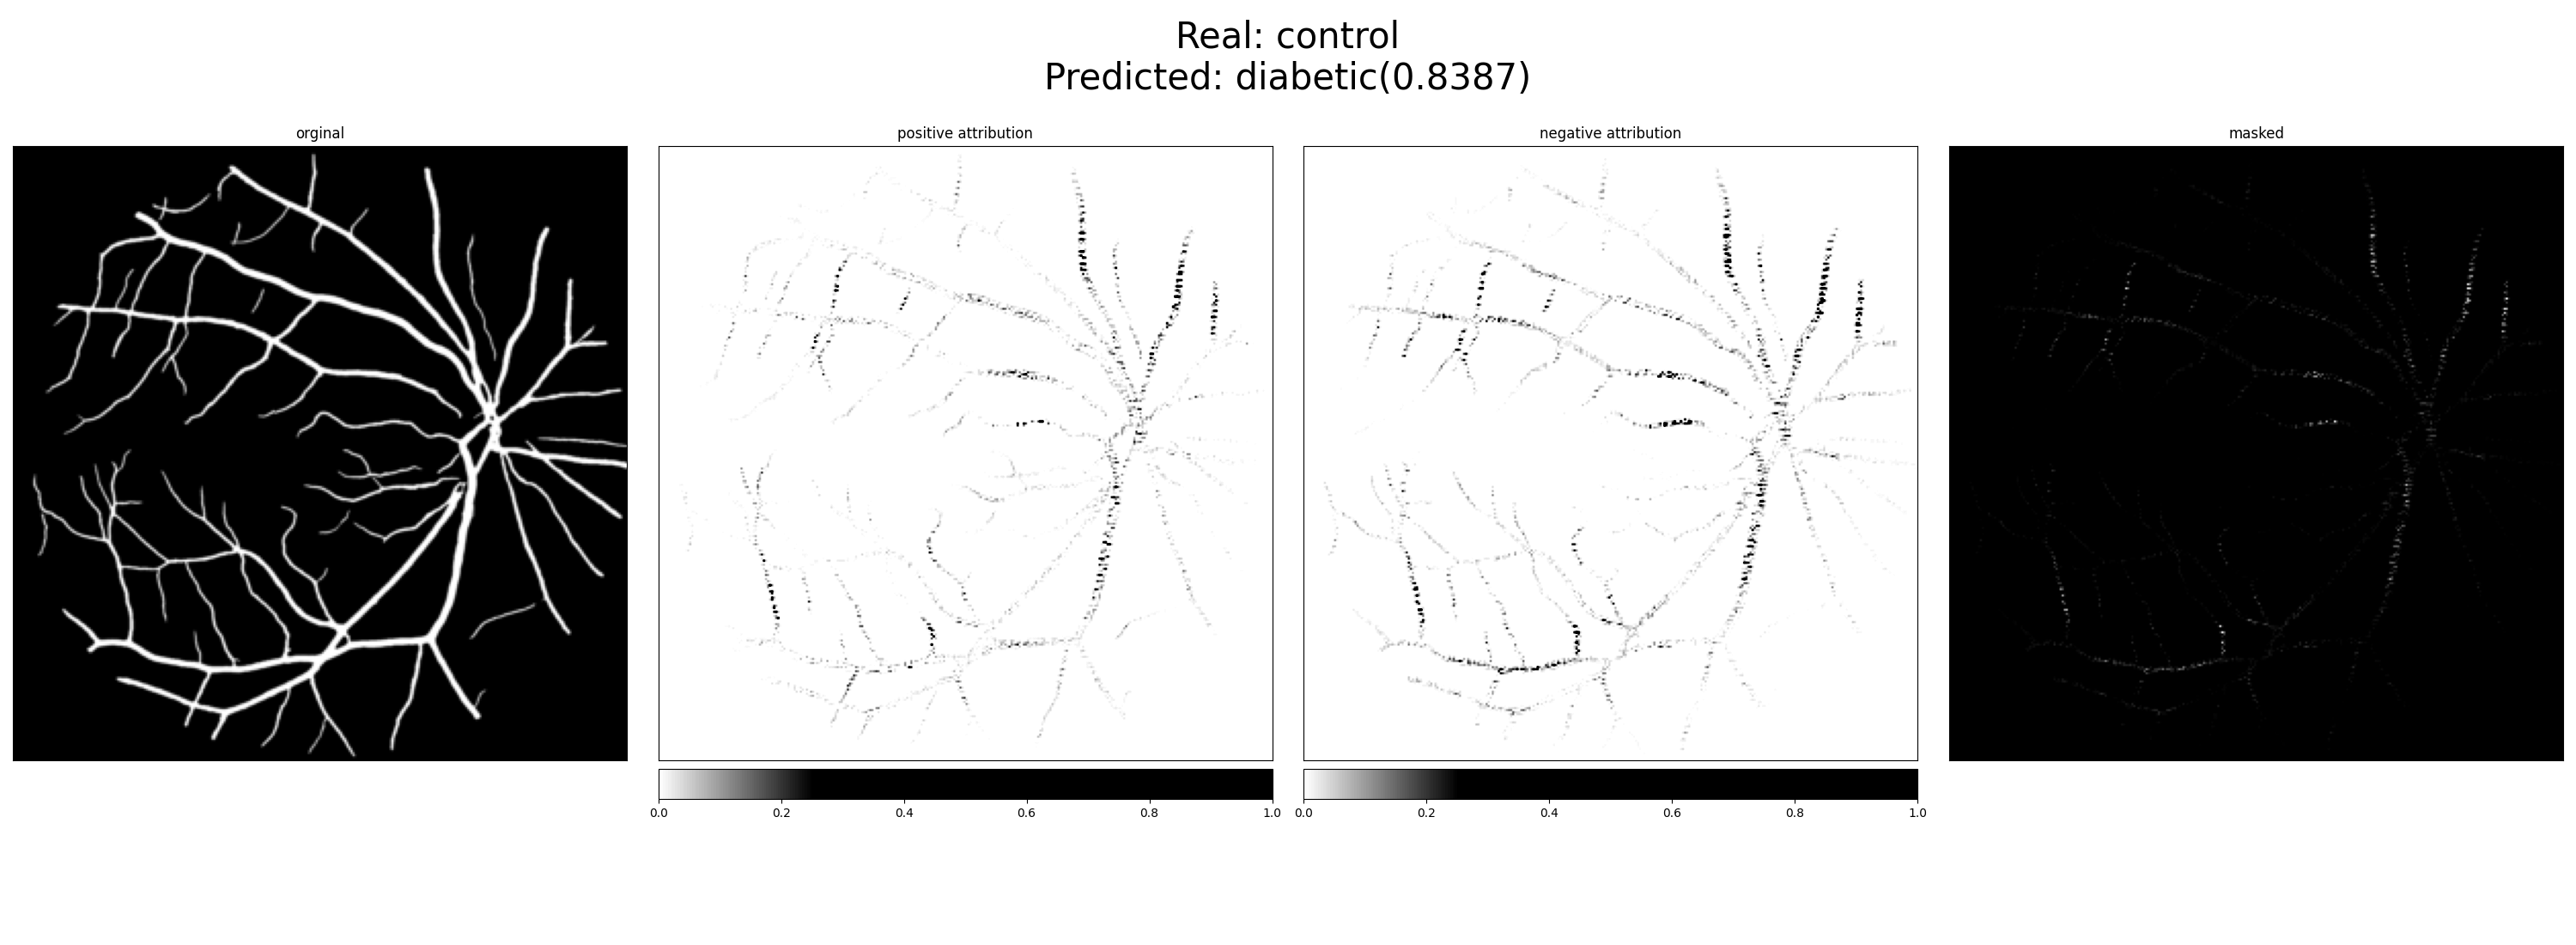 Real: control
Predicted: diabetic(0.8387)
orginal
positive attribution
negative attribution
masked
0.0 0.2 0.4 0.6 0.8 1.0
0.0 0.2 0.4 0.6 0.8 1.0